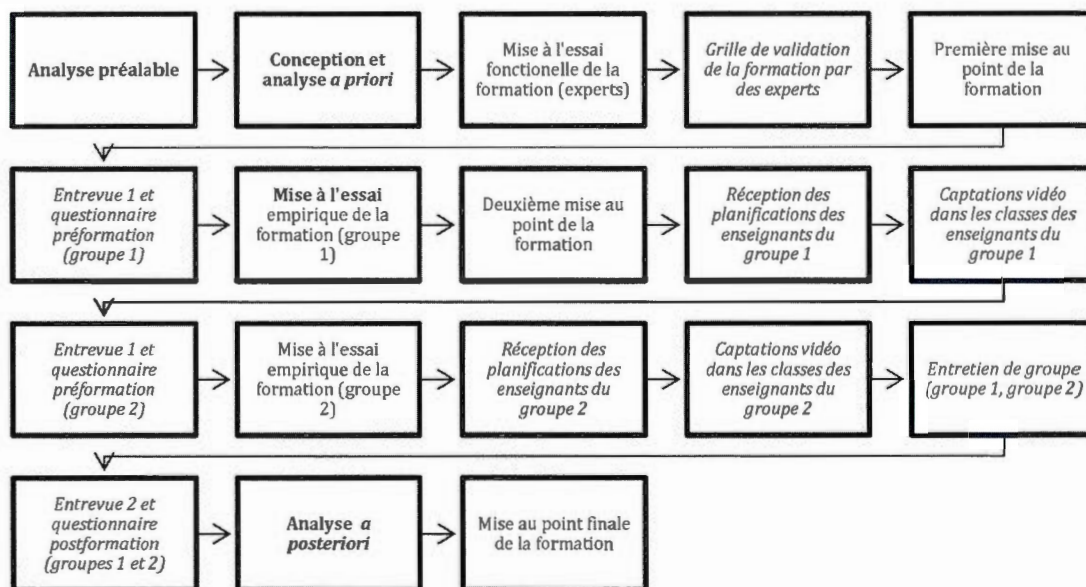 Analyse préalable
Conception et
analyse a priori
Mise à l'essai
fonctionelle de la
formation (experts)
Grille de validation
de la formation par
des experts
Première mise au
point de la
formation
Entrevue 1 et
questionnaire
préformation
(groupe 1)
Mise à l'essai
empirique de la
formation (groupe
1)
Deuxième mise au
point de la
formation
Réception des
planifications des
enseignants du
groupe 1
Captations vidéo
dans les classes des
enseignants du
groupe 1
Entrevue 1 et
questionnaire
préformation
(groupe 2)
Mise à l'essai
empirique de la
formation (groupe 2)
Réception des
planifications des
enseignants du
groupe 2
Captations vidéo
dans les classes des
enseignants du
groupe 2
Entretien de groupe
(groupe 1, groupe 2)
Entrevue 2 et
questionnaire
postformation
(groupes 1 et 2)
Analyse a
posteriori
Mise au point finale
de la formation